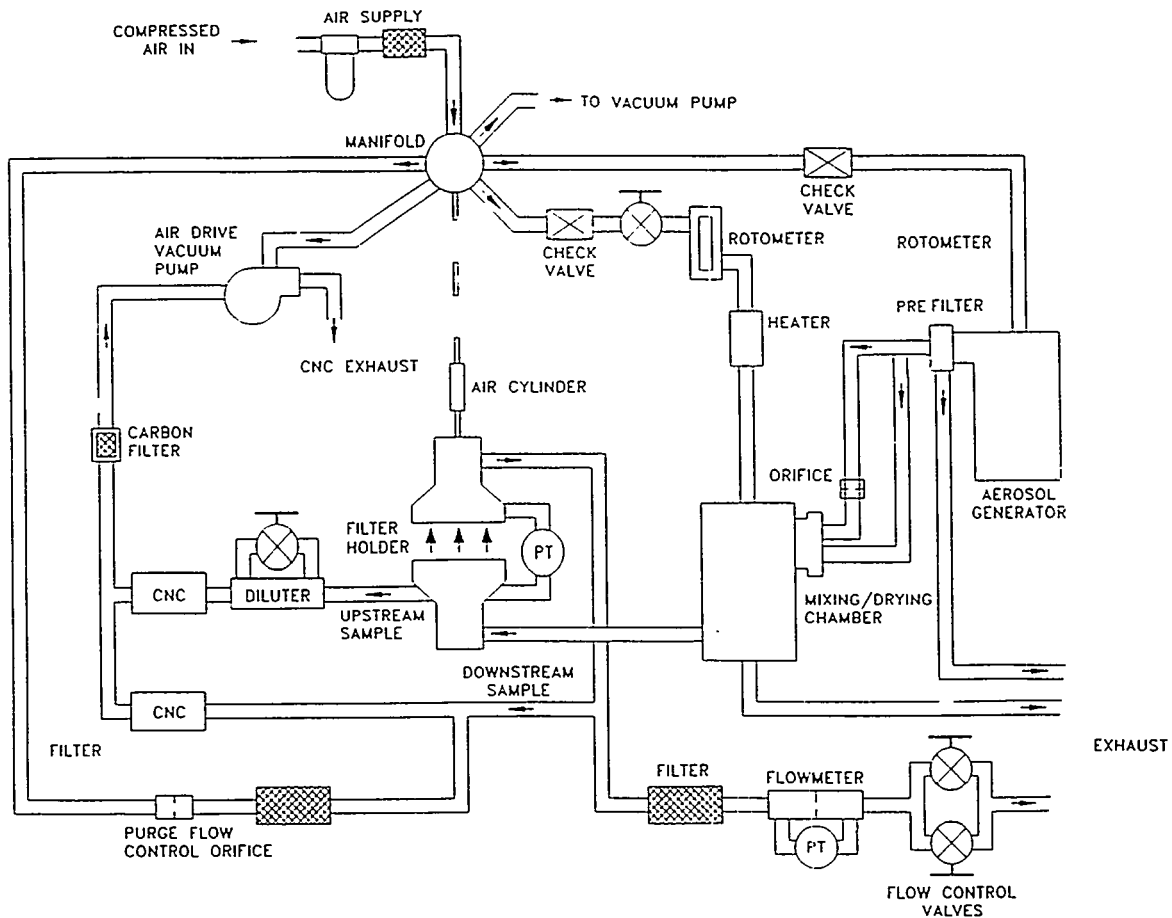 AIR SUPPLY
COMPRESSED
AIR IN
TO VACUUM PUMP
MANIFOLD
CHECK
VALVE
AIR DRIVE
VACUUM
PUMP
CHECK
VALVE
ROTOMETER
ROTOMETER
PREFILTER
HEATER
CNC EXHAUST
AIR CYLINDER
CARBON
FILTER
ORIFICE
AEROSOL
GENERATOR
FILTER
HOLDER
PT
CNC
DILUTER
UPSTREAM
SAMPLE
MIXING/DRYING
CHAMBER
DOWNSTREAM
SAMPLE
CNC
FILTER
EXHAUST
FILTER
FLOWMETER
PURGE FLOW
CONTROL ORIFICE
PT
FLOW CONTROL
VALVES